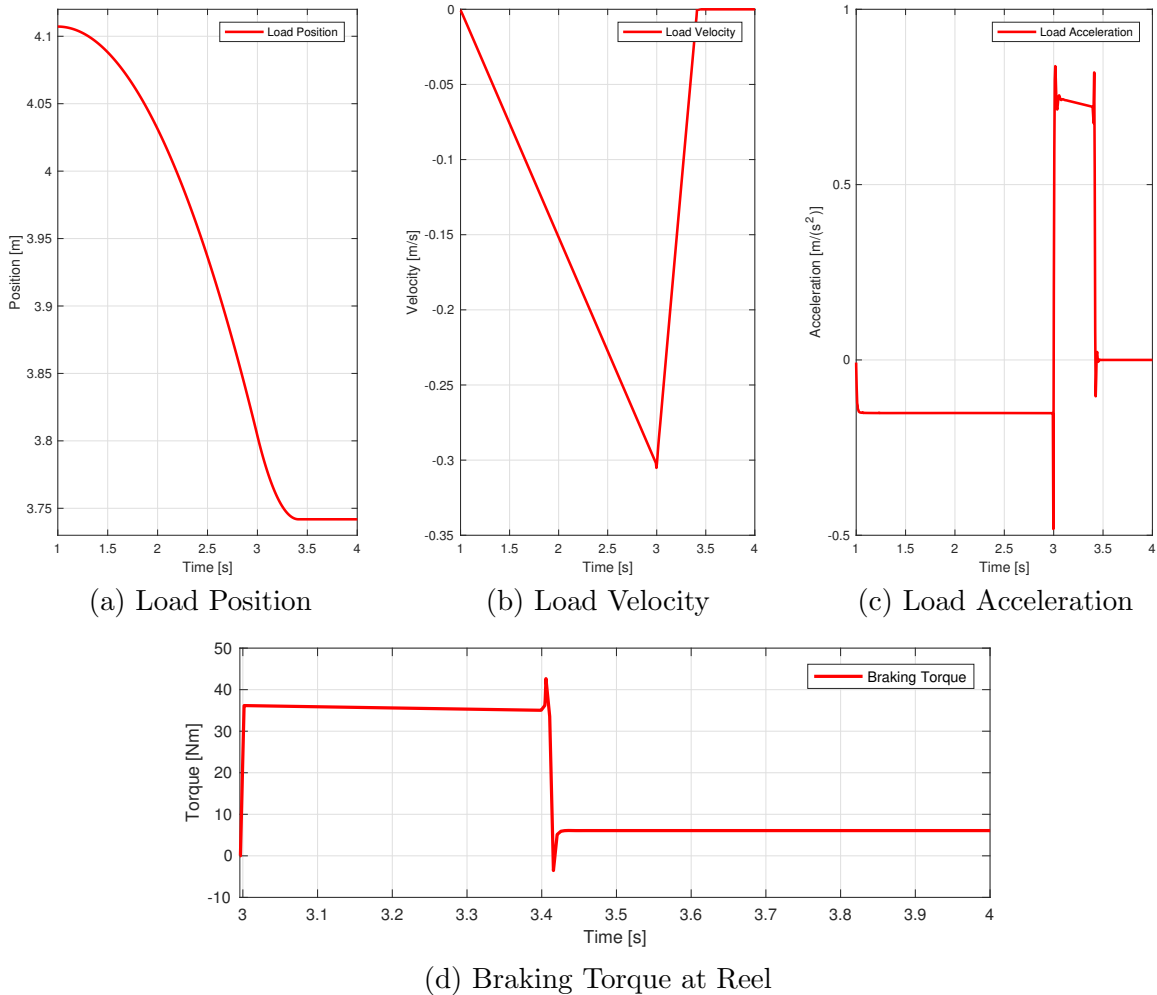 Load Position
4.1
4.05
4
3.95
3.9
3.85
3.8
3.75
Position [m]
1 1.5 2 2.5 3 3.5 4
Time [s]
(a) Load Position
Load Velocity
0
-0.05
-0.1
-0.15
-0.2
-0.25
-0.3
-0.35
Velocity [m/s]
1 1.5 2 2.5 3 3.5 4
Time [s]
(b) Load Velocity
Load Acceleration
1
0.5
0
-0.5
Acceleration [m/(s²)]
1 1.5 2 2.5 3 3.5 4
Time [s]
(c) Load Acceleration
Braking Torque
50
40
30
20
10
0
-10
Torque [Nm]
3 3.1 3.2 3.3 3.4 3.5 3.6 3.7 3.8 3.9 4
Time [s]
(d) Braking Torque at Reel